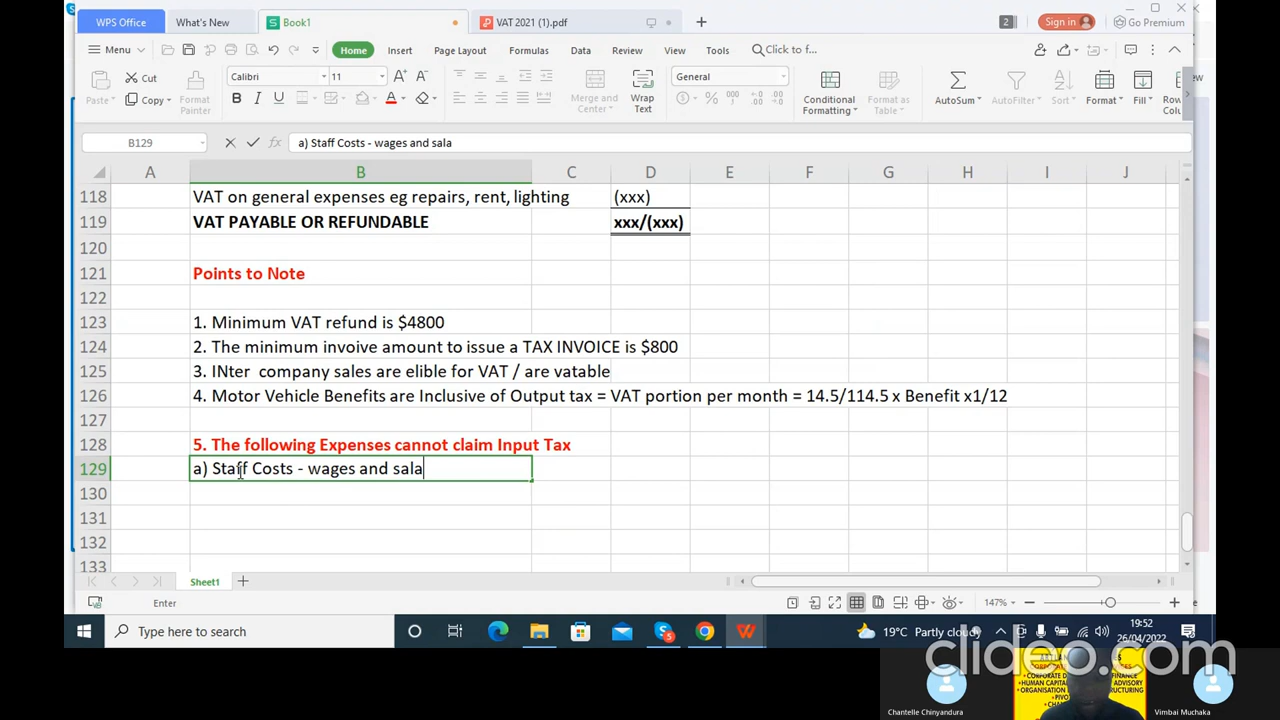 WPS Office What's New Book1 VAT 2021 (1).pdf 2 Sign in Go Premium
Menu Home Insert Page Layout Formulas Data Review View Tools Click to f...
Paste Cut Copy Format Painter Calibri 11 Merge and Center Wrap Text General Conditional Formatting Format as Table AutoSum AutoFilter Sort Format Fill Row Colu
B129 a) Staff Costs - wages and sala
A B C D E F G H I J
118 VAT on general expenses eg repairs, rent, lighting (xxx)
119 VAT PAYABLE OR REFUNDABLE xxx/(xxx)
120
121 Points to Note
122
123 1. Minimum VAT refund is $4800
124 2. The minimum invoive amount to issue a TAX INVOICE is $800
125 3. INter company sales are elible for VAT / are vatable
126 4. Motor Vehicle Benefits are Inclusive of Output tax = VAT portion per month = 14.5/114.5 x Benefit x1/12
127
128 5. The following Expenses cannot claim Input Tax
129 a) Staff Costs - wages and sala
130
131
132
133
Sheet1
Enter 147%
Type here to search 19°C Partly cloudy 19:52
26/04/2022
clideo.com
Chantelle Chinyandura Vimbai Muchaka